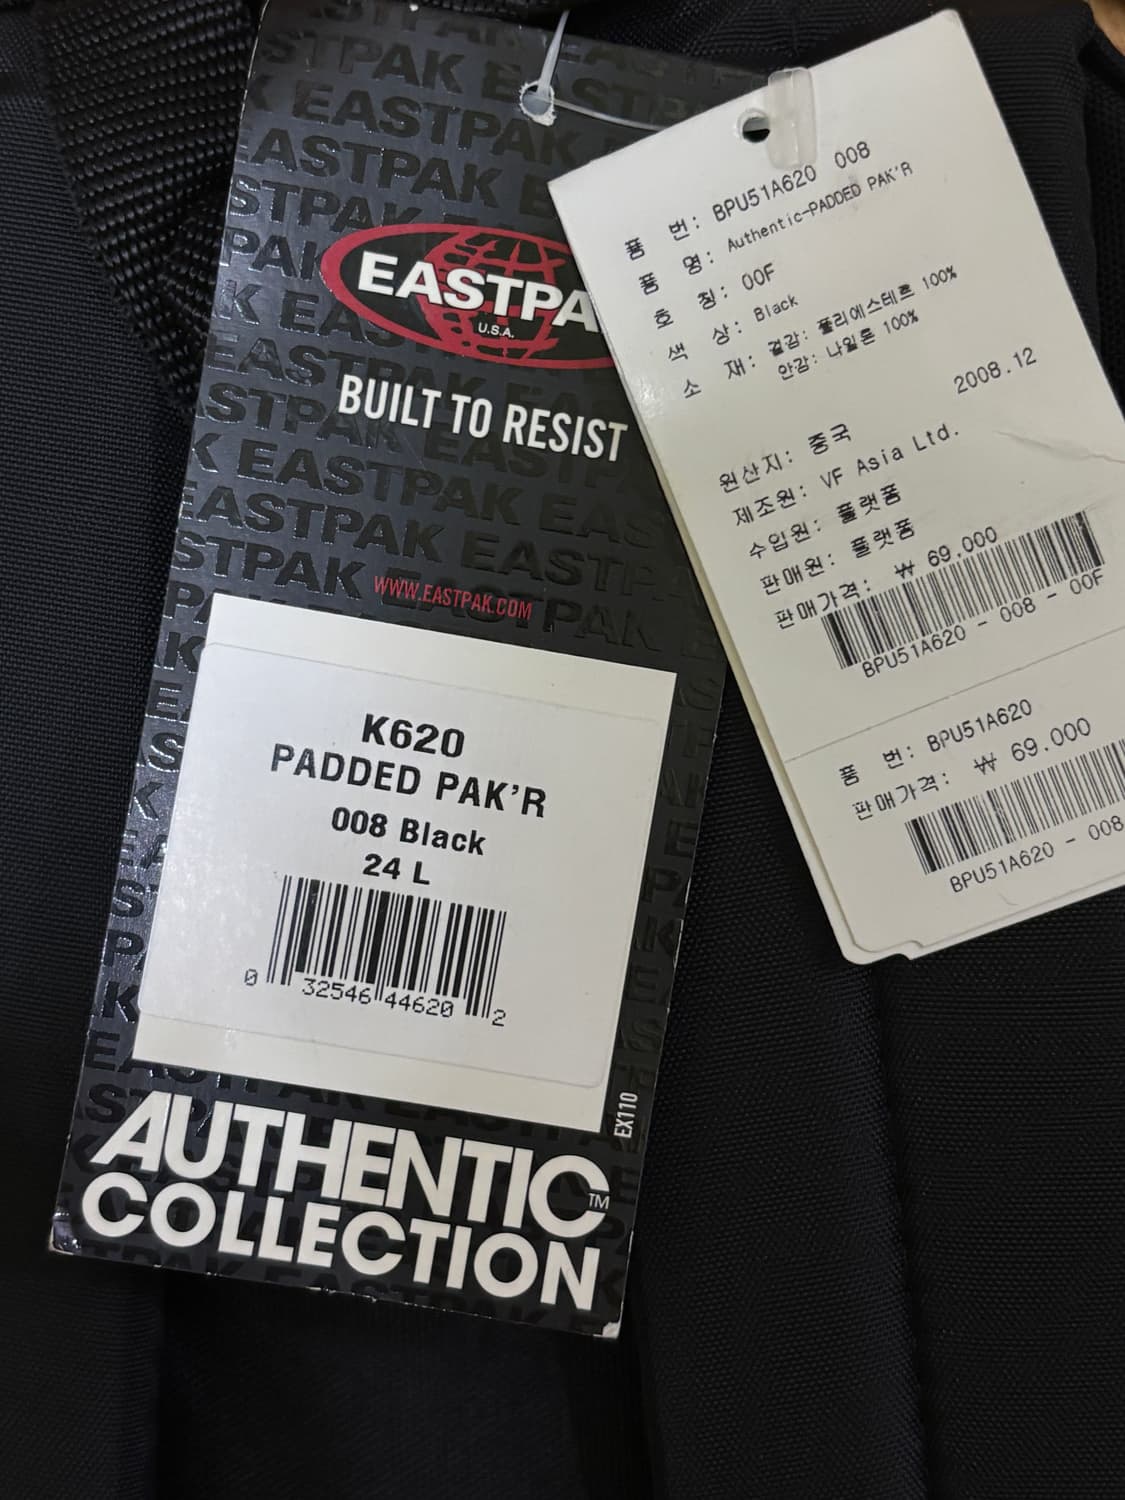 EASTPA
U.S.A.
BUILT TO RESIST
WWW.EASTPAK.COM
K620
PADDED PAK'R
008 Black
24 L
0 32546 44620 2
EX110
AUTHENTIC
COLLECTION™
품 번: BPU51A620 008
품 명: Authentic-PADDED PAK'R
호 칭: 00F
색 상: Black
소 재: 겉감: 폴리에스테르 100%
안감: 나일론 100%
2008.12
원산지: 중국
제조원: VF Asia Ltd.
수입원: 플랫폼
판매원: 플랫폼
판매가격: ₩ 69.000
BPU51A620 - 008 - 00F
품 번: BPU51A620
판매가격: ₩ 69.000
BPU51A620 - 008